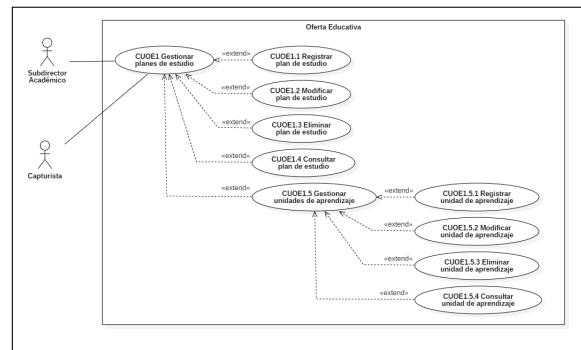 Oferta Educativa
CUOE1 Gestionar
planes de estudio
«extend»
CUOE1.1 Registrar
plan de estudio
Subdirector
Académico
«extend»
CUOE1.2 Modificar
plan de estudio
«extend»
CUOE1.3 Eliminar
plan de estudio
«extend»
CUOE1.4 Consultar
plan de estudio
Capturista
«extend»
CUOE1.5 Gestionar
unidades de aprendizaje
«extend»
CUOE1.5.1 Registrar
unidad de aprendizaje
«extend»
CUOE1.5.2 Modificar
unidad de aprendizaje
«extend»
CUOE1.5.3 Eliminar
unidad de aprendizaje
«extend»
CUOE1.5.4 Consultar
unidad de aprendizaje